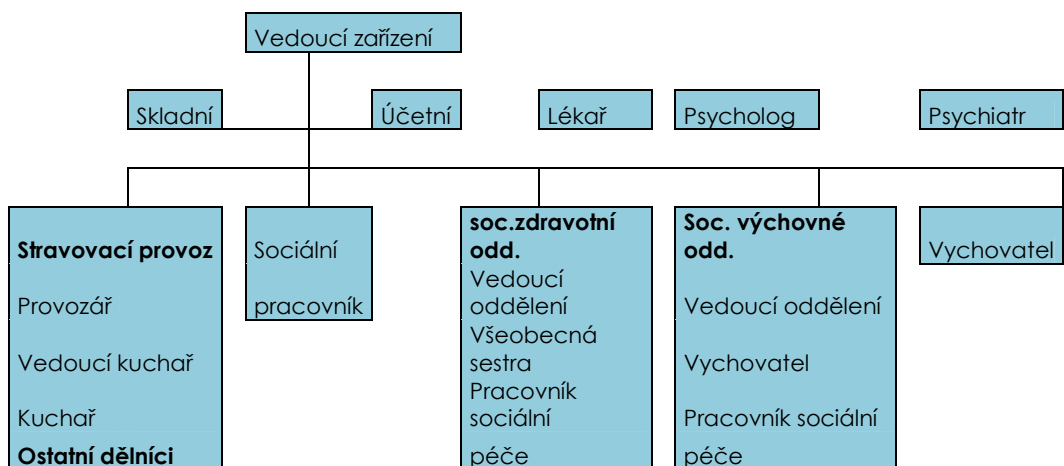 Vedoucí zařízení
Skladní
Účetní
Lékař
Psycholog
Psychiatr
Stravovací provoz
Provozář
Vedoucí kuchař
Kuchař
Ostatní dělníci
Sociální
pracovník
soc.zdravotní
odd.
Vedoucí
oddělení
Všeobecná
sestra
Pracovník
sociální
péče
Soc. výchovné
odd.
Vedoucí oddělení
Vychovatel
Pracovník sociální
péče
Vychovatel